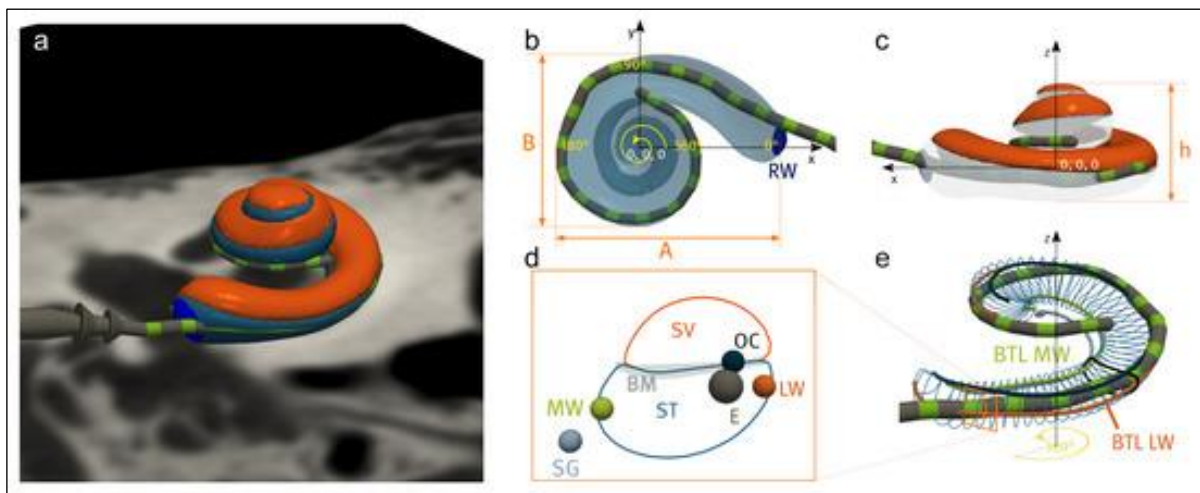 a
b
y
90°
B
180°
0, 0, 0
360°
0°
x
RW
A
c
z
h
0, 0, 0
x
d
SV
OC
BM
LW
MW
ST
E
SG
e
z
BTL MW
BTL LW